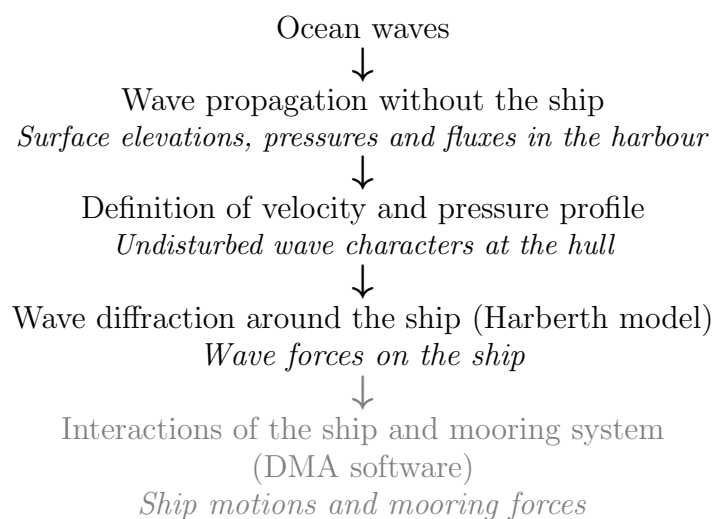 Ocean waves
Wave propagation without the ship
Surface elevations, pressures and fluxes in the harbour
Definition of velocity and pressure profile
Undisturbed wave characters at the hull
Wave diffraction around the ship (Harberth model)
Wave forces on the ship
Interactions of the ship and mooring system
(DMA software)
Ship motions and mooring forces